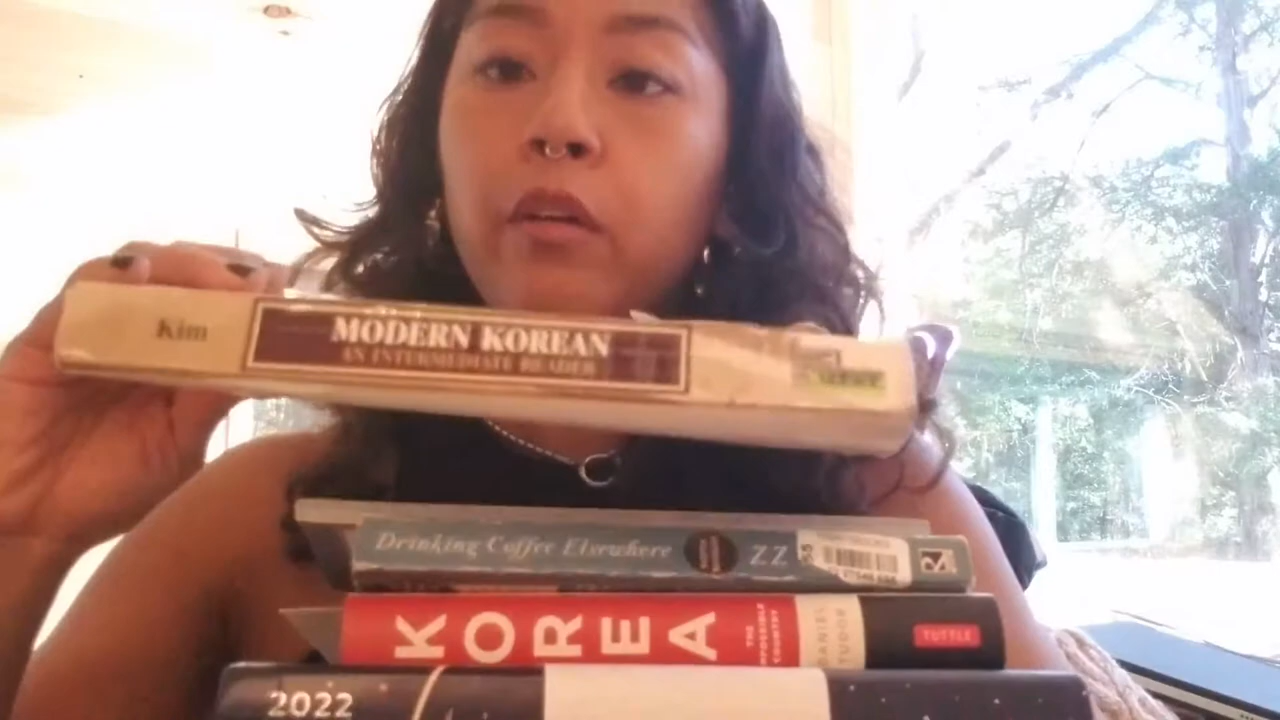 Kim
MODERN KOREAN
AN INTERMEDIATE READER
Drinking Coffee Elsewhere
ZZ
KOREA
THE IMPOSSIBLE COUNTRY
DANIEL TUDOR
TUTTLE
2022